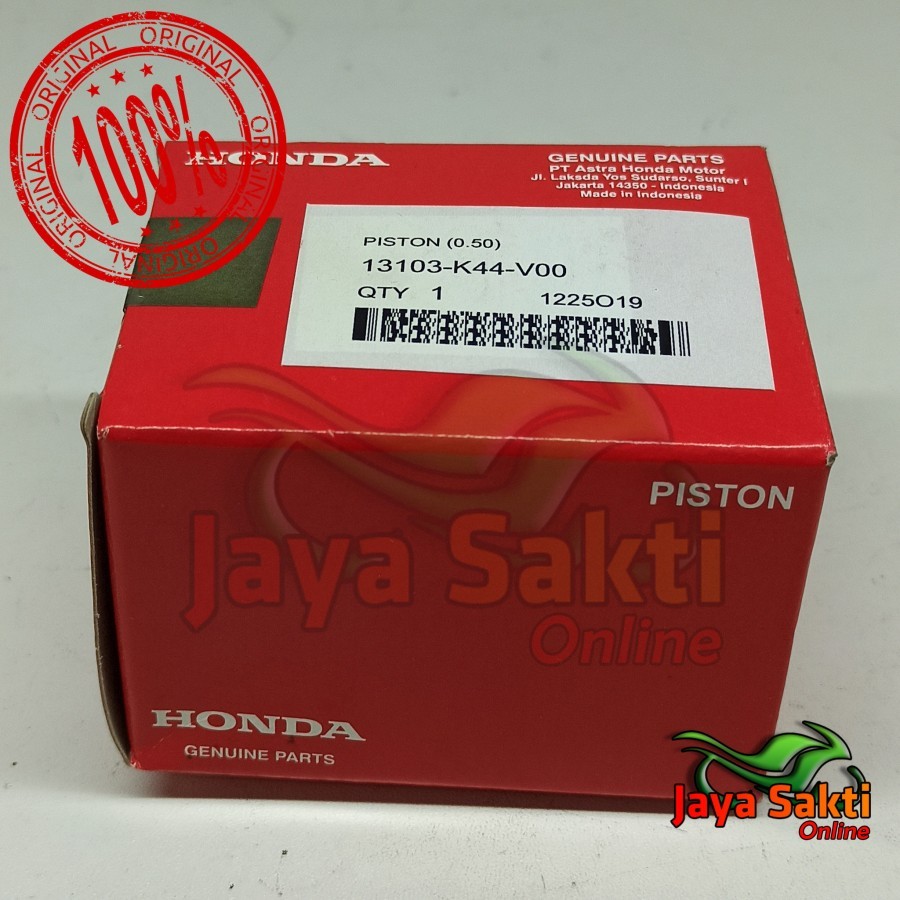 ORIGINAL ORIGINAL
100%
ORIGINAL ORIGINAL
HONDA
GENUINE PARTS
PT Astra Honda Motor
Jl. Laksda Yos Sudarso, Sunter I
Jakarta 14350 - Indonesia
Made in Indonesia
PISTON (0.50)
13103-K44-V00
QTY 1 1225O19
PISTON
Jaya Sakti
Online
HONDA
GENUINE PARTS
Jaya Sakti
Online